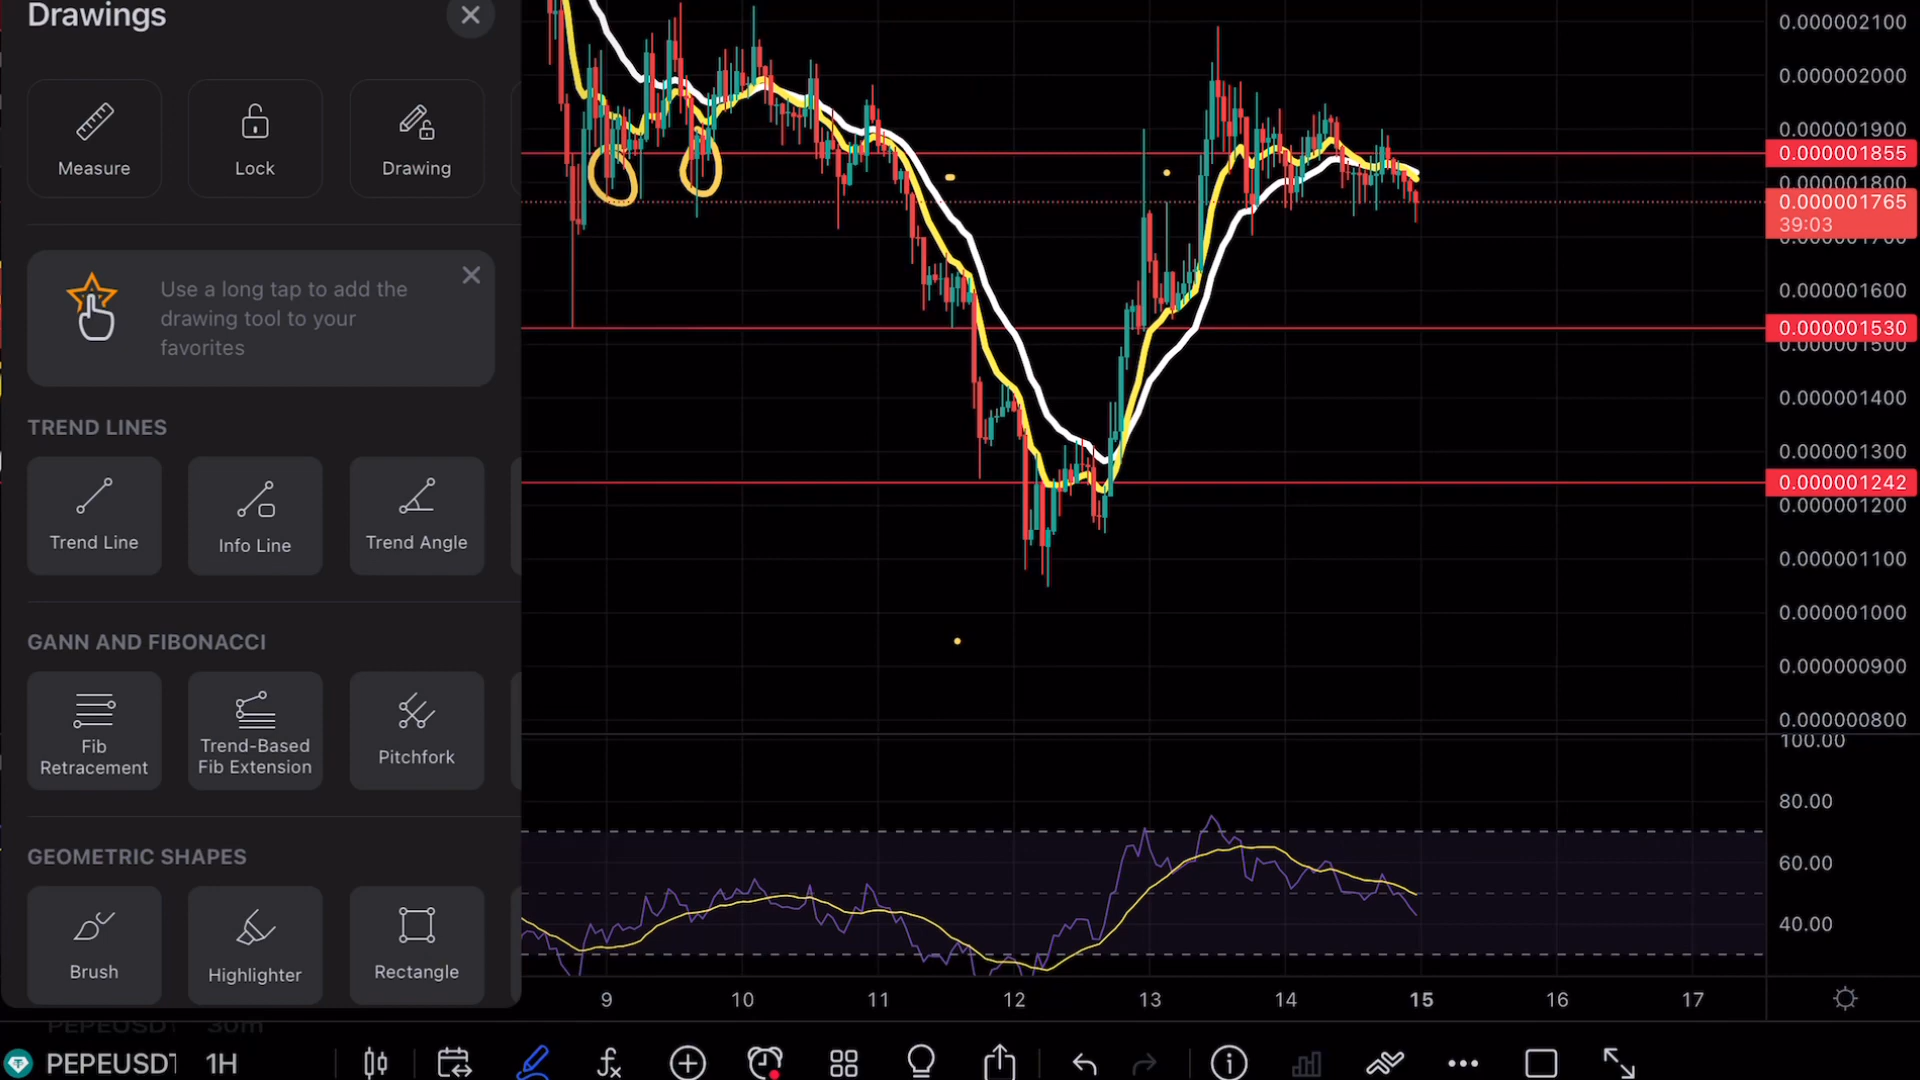 Drawings
Measure
Lock
Drawing
Use a long tap to add the
drawing tool to your
favorites
TREND LINES
Trend Line
Info Line
Trend Angle
GANN AND FIBONACCI
Fib
Retracement
Trend-Based
Fib Extension
Pitchfork
GEOMETRIC SHAPES
Brush
Highlighter
Rectangle
0.000002100
0.000002000
0.000001900
0.000001855
0.000001800
0.000001765
39:03
0.000001600
0.000001530
0.000001500
0.000001400
0.000001300
0.000001242
0.000001200
0.000001100
0.000001000
0.000000900
0.000000800
100.00
80.00
60.00
40.00
9 10 11 12 13 14 15 16 17
PEPEUSDT 1H